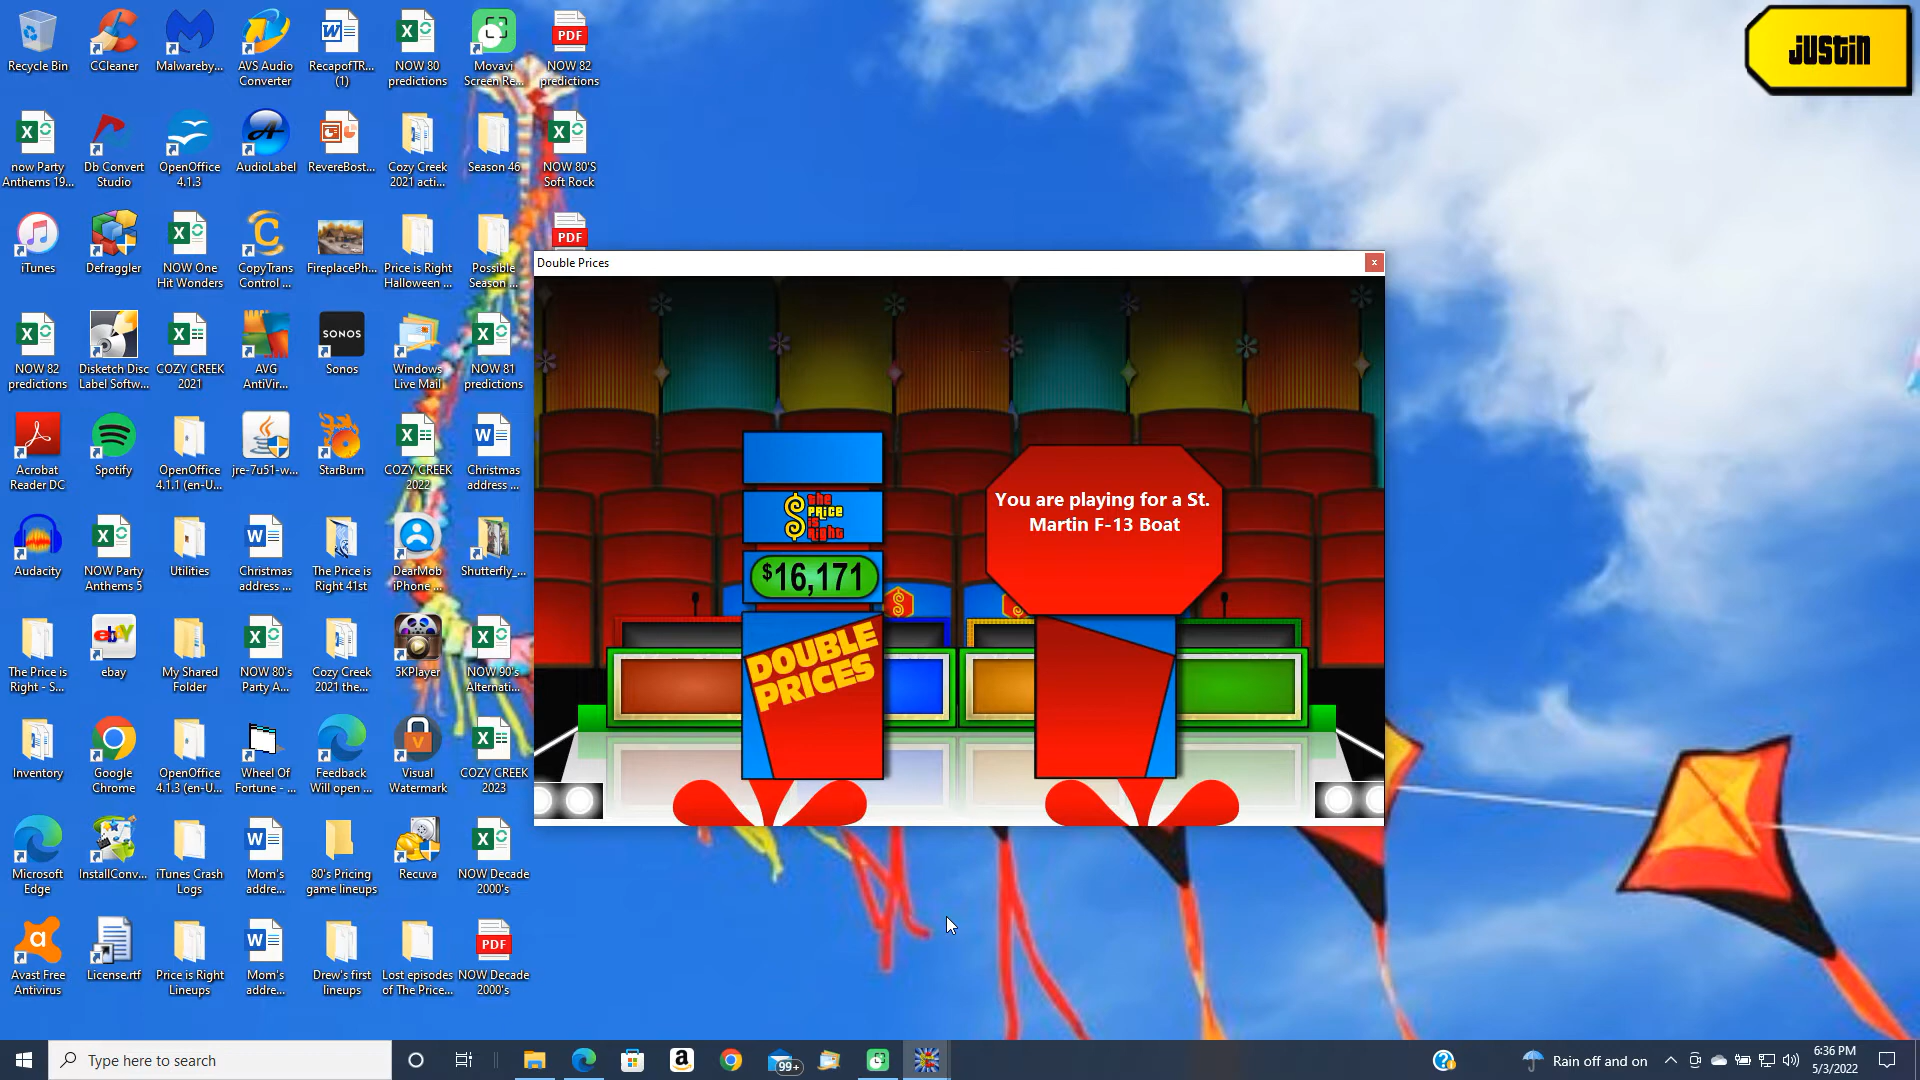 Recycle Bin
CCleaner
Malwareby...
AVS Audio
Converter
RecapofTR...
(1)
NOW 80
predictions
Movavi
Screen Re...
NOW 82
predictions
now Party
Anthems 19...
Db Convert
Studio
OpenOffice
4.1.3
AudioLabel
RevereBost...
Cozy Creek
2021 acti...
Season 46
NOW 80'S
Soft Rock
iTunes
Defraggler
NOW One
Hit Wonders
CopyTrans
Control ...
FireplacePh...
Price is Right
Halloween ...
Possible
Season ...
PDF
NOW 82
predictions
Disketch Disc
Label Softw...
COZY CREEK
2021
AVG
AntiVir...
SONOS
Sonos
Windows
Live Mail
NOW 81
predictions
Acrobat
Reader DC
Spotify
OpenOffice
4.1.1 (en-U...
jre-7u51-w...
StarBurn
COZY CREEK
2022
Christmas
address ...
Audacity
NOW Party
Anthems 5
Utilities
Christmas
address ...
The Price is
Right 41st
DearMob
iPhone ...
Shutterfly_...
The Price is
Right - S...
ebay
ebay
My Shared
Folder
NOW 80's
Party A...
Cozy Creek
2021 the...
5KPlayer
NOW 90's
Alternati...
Inventory
Google
Chrome
OpenOffice
4.1.3 (en-U...
Wheel Of
Fortune - ...
Feedback
Will open ...
Visual
Watermark
COZY CREEK
2023
Microsoft
Edge
InstallConv...
iTunes Crash
Logs
Mom's
addre...
80's Pricing
game lineups
Recuva
NOW Decade
2000's
Avast Free
Antivirus
License.rtf
Price is Right
Lineups
Mom's
addre...
Drew's first
lineups
Lost episodes
of The Price...
PDF
NOW Decade
2000's
Justin
Double Prices
the
PRICE
is
Right
$16,171
DOUBLE
PRICES
You are playing for a St.
Martin F-13 Boat
Type here to search
99+
Rain off and on
6:36 PM
5/3/2022